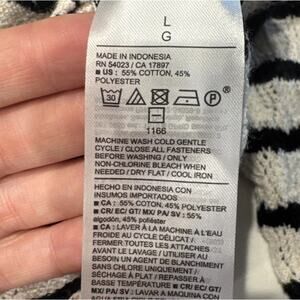 L
G
MADE IN INDONESIA
RN 54023 / CA 17897
■ US : 55% COTTON, 45%
POLYESTER
30
P
1166
MACHINE WASH COLD GENTLE
CYCLE / CLOSE ALL FASTENERS
BEFORE WASHING / ONLY
NON-CHLORINE BLEACH WHEN
NEEDED / DRY FLAT / COOL IRON
HECHO EN INDONESIA CON
INSUMOS IMPORTADOS
■ CA : 55% COTON, 45% POLYESTER
■ CR/ EC/ GT/ MX/ PA/ SV : 55%
algodón, 45% poliéster
■ CA : LAVER À LA MACHINE À L'EAU
FROIDE AU CYCLE DÉLICAT /
FERMER TOUTES LES ATTACHES
AVANT LE LAVAGE / UTILISER AU
BESOIN UN AGENT DE BLANCHIMENT
SANS CHLORE UNIQUEMENT /
SÉCHAGE À PLAT / REPASSER À
BASSE TEMPÉRATURE ■ CR/ EC/ GT/
MX/ PA/ SV : LAVAR A MAQUINA CON